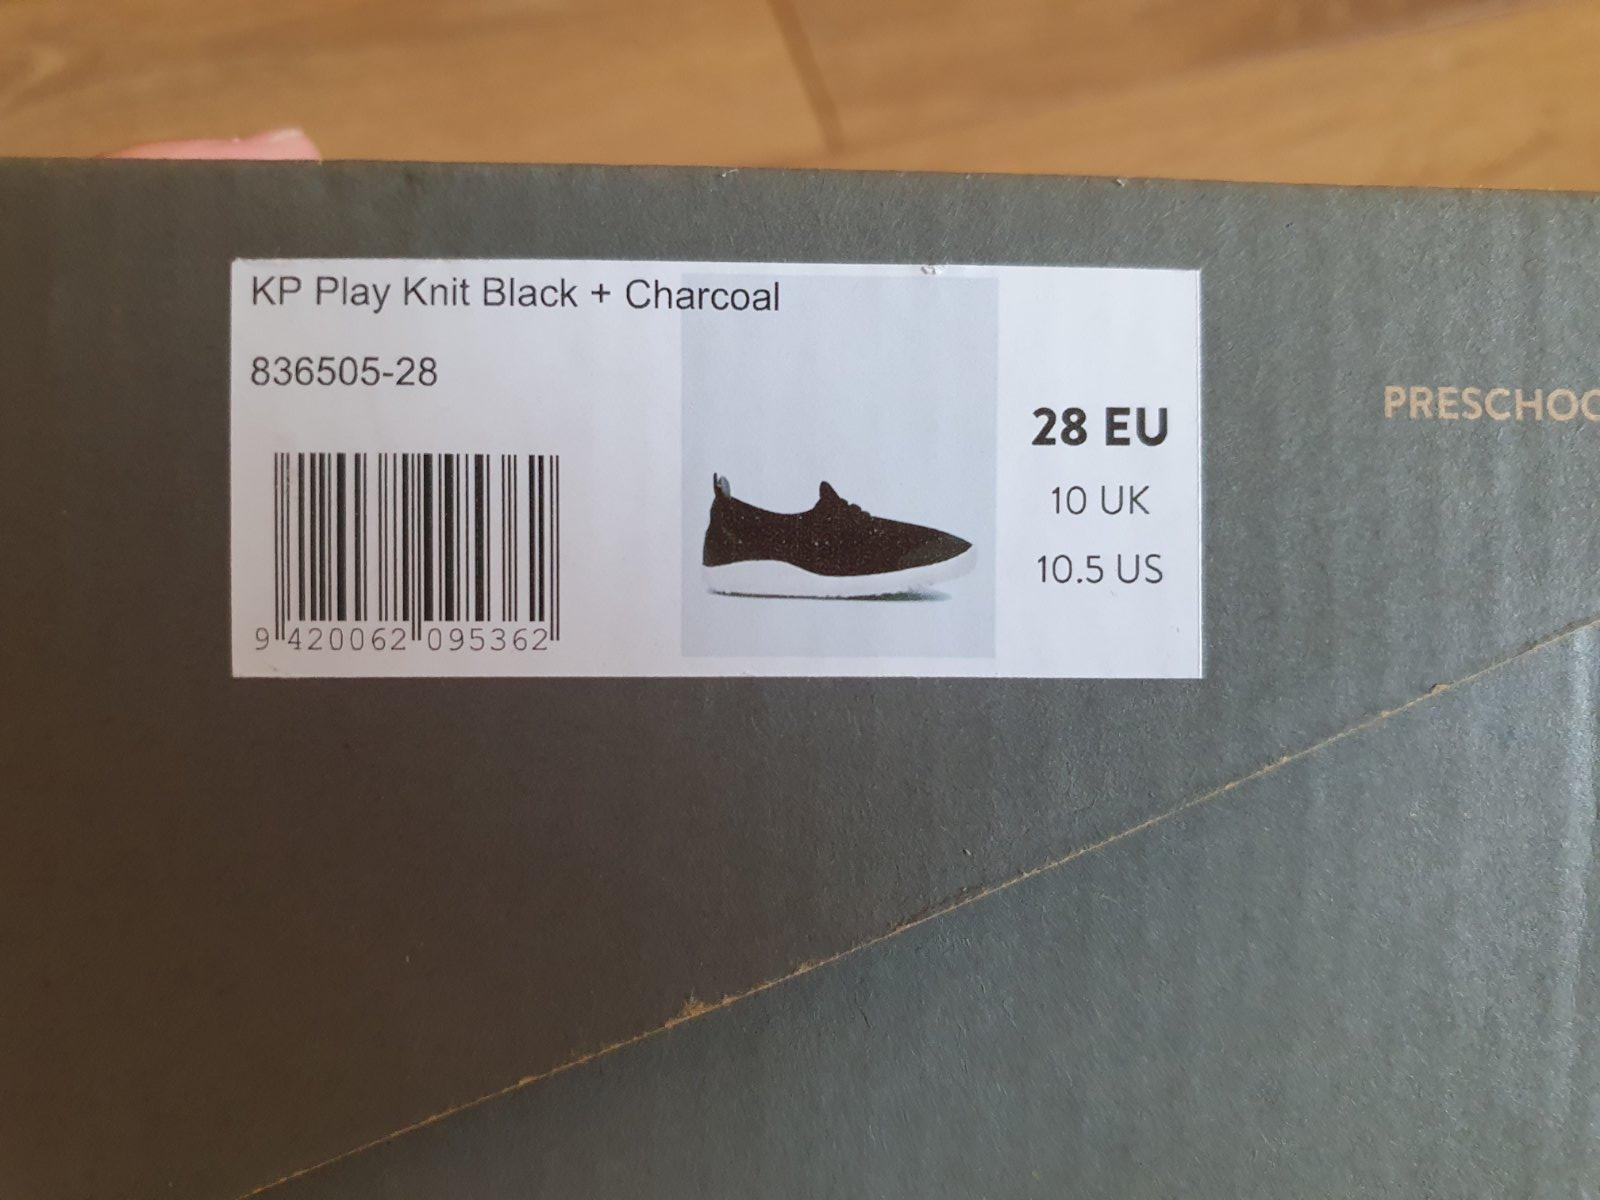 KP Play Knit Black + Charcoal
836505-28
28 EU
10 UK
10.5 US
9 420062 095362